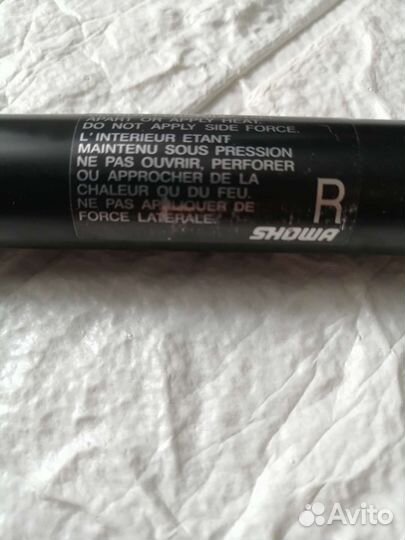 APART OR APPLY HEAT.
DO NOT APPLY SIDE FORCE.
L'INTERIEUR ETANT
MAINTENU SOUS PRESSION
NE PAS OUVRIR, PERFORER
OU APPROCHER DE LA
CHALEUR OU DU FEU.
NE PAS APPLIQUER DE
FORCE LATERALE.
R
SHOWA
Avito